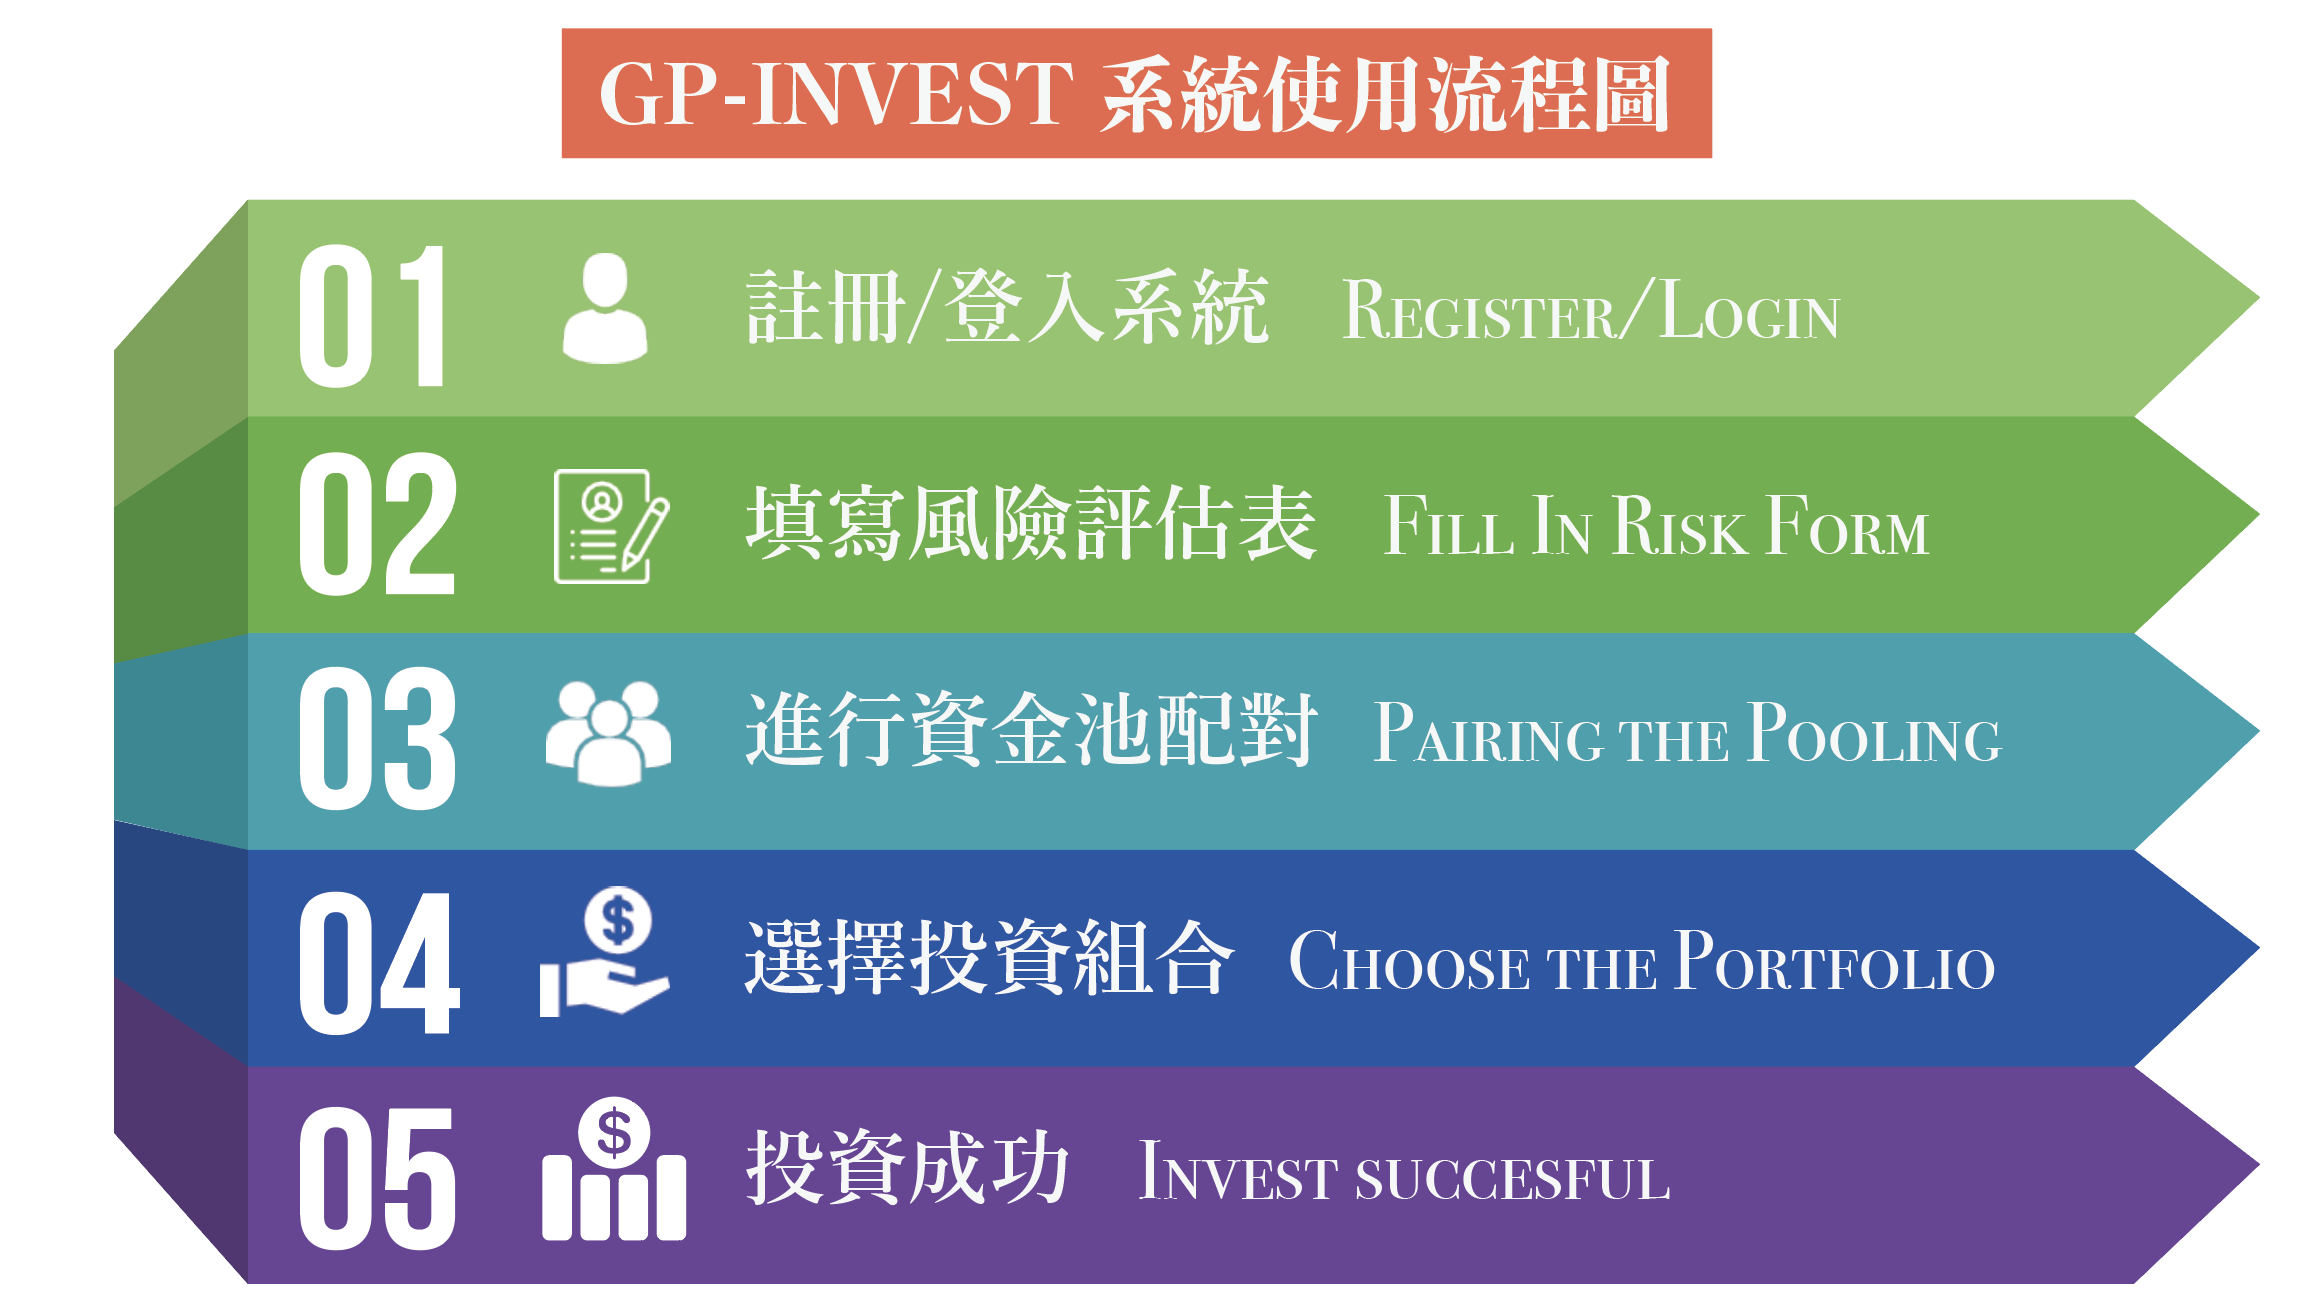 GP-INVEST 系統使用流程圖
01 註冊/登入系統 Register/Login
02 填寫風險評估表 Fill In Risk Form
03 進行資金池配對 Pairing the Pooling
04 選擇投資組合 Choose the Portfolio
05 投資成功 Invest succesful